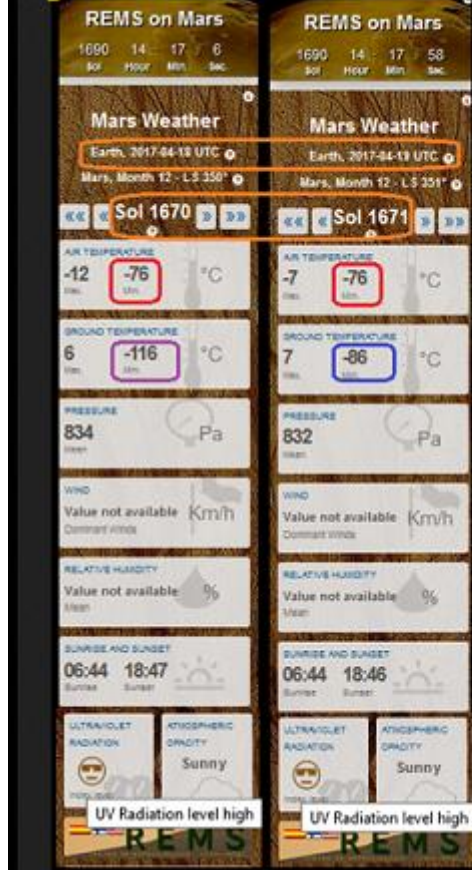 REMS on Mars
1690 14 17 6
Sol Hour Min. Sec.
Mars Weather
Earth, 2017-04-18 UTC
Mars, Month 12 - LS 350°
«« « Sol 1670 » »»
AIR TEMPERATURE
-12 -76 °C
Max. Min.
GROUND TEMPERATURE
6 -116 °C
Max. Min.
PRESSURE
834 Pa
Mean
WIND
Value not available Km/h
Dominant Winds
RELATIVE HUMIDITY
Value not available %
Mean
SUNRISE AND SUNSET
06:44 18:47
Sunrise Sunset
ULTRAVIOLET RADIATION
ATMOSPHERIC OPACITY
Sunny
UV Radiation level high
REMS
REMS on Mars
1690 14 17 58
Sol Hour Min. Sec.
Mars Weather
Earth, 2017-04-19 UTC
Mars, Month 12 - LS 351°
«« « Sol 1671 » »»
AIR TEMPERATURE
-7 -76 °C
Max. Min.
GROUND TEMPERATURE
7 -86 °C
Max. Min.
PRESSURE
832 Pa
Mean
WIND
Value not available Km/h
Dominant Winds
RELATIVE HUMIDITY
Value not available %
Mean
SUNRISE AND SUNSET
06:44 18:46
Sunrise Sunset
ULTRAVIOLET RADIATION
ATMOSPHERIC OPACITY
Sunny
UV Radiation level high
REMS